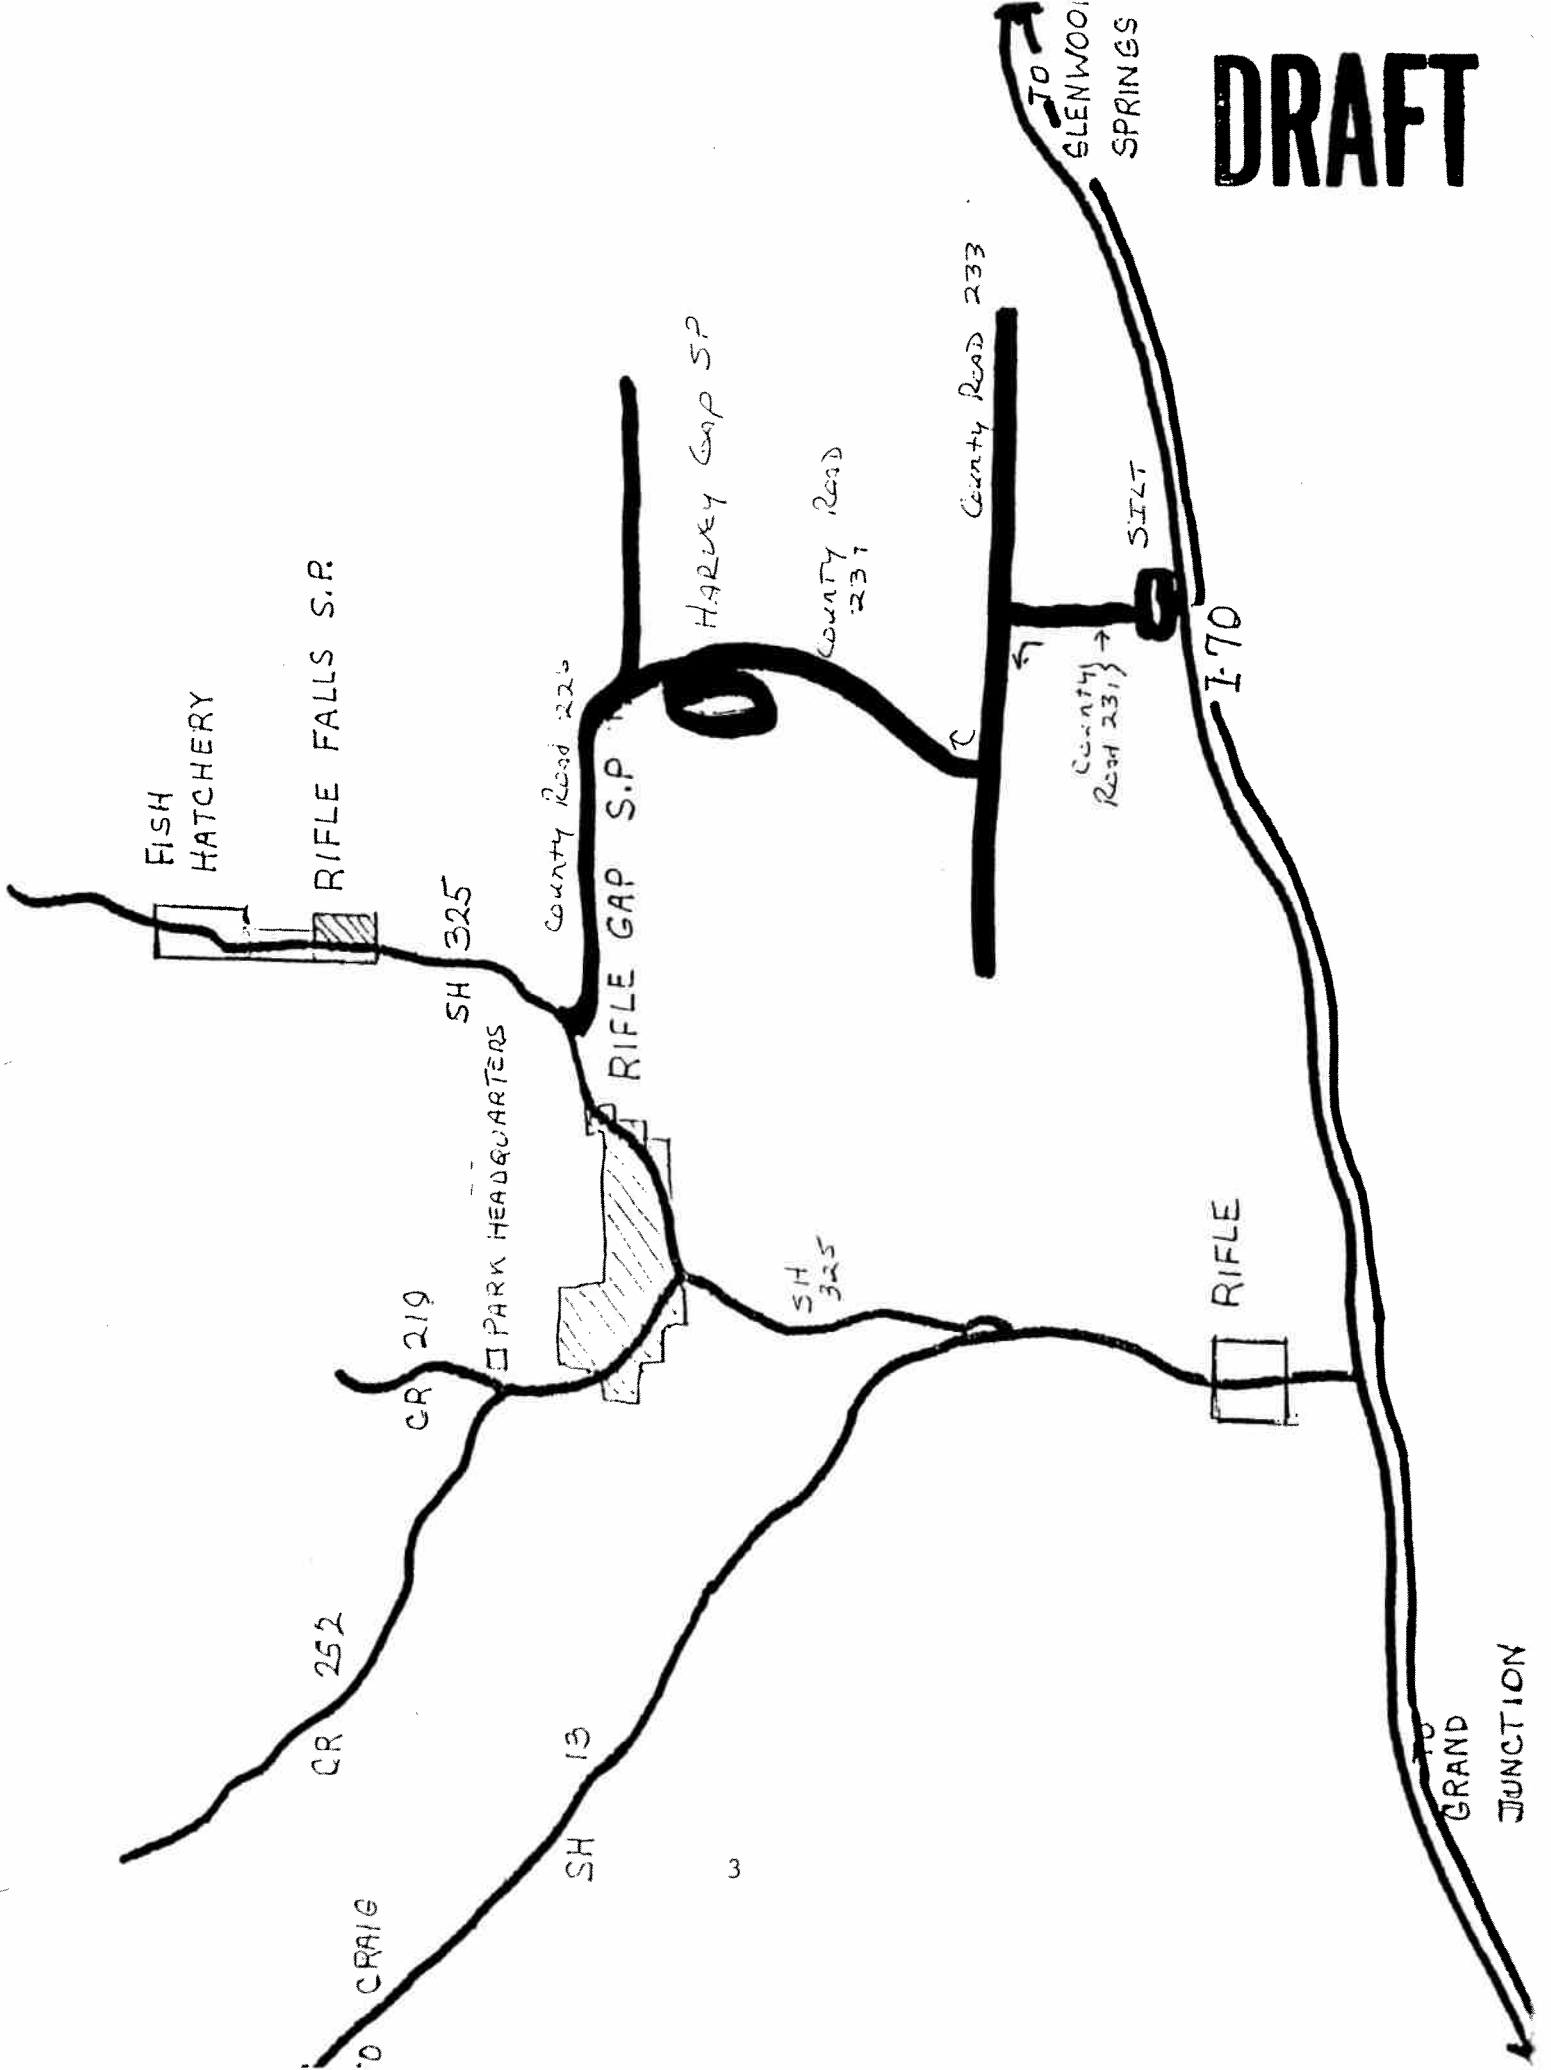 FISH
HATCHERY
RIFLE FALLS S.P.
SH 325
CR 219
PARK HEADQUARTERS
CR 252
CRAIG
SH 13
County Road
RIFLE GAP S.P
HARVEY Gap SP
COUNTY ROAD
237
SH
325
County Road 233
County
Road 231
SILT
TO
GLENWOO
SPRINGS
DRAFT
I-70
RIFLE
TO
GRAND
JUNCTION
3